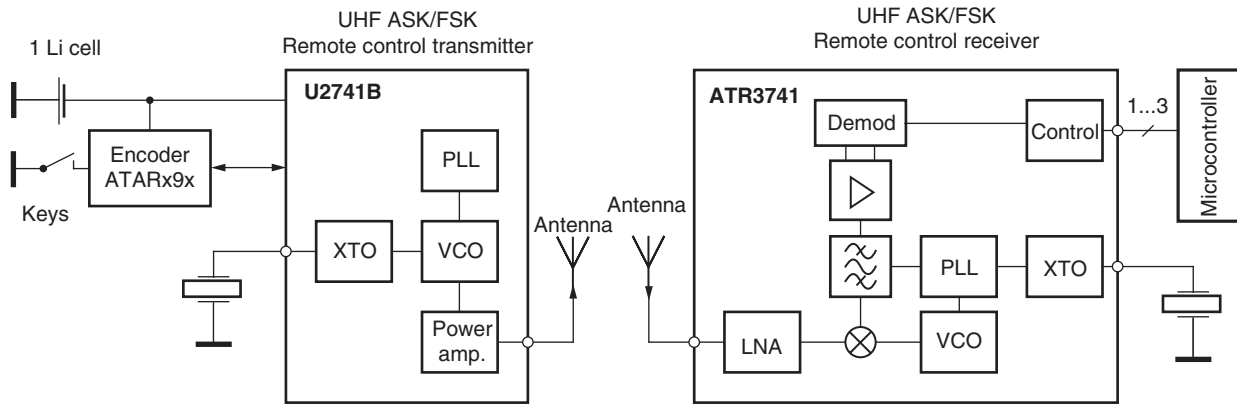 UHF ASK/FSK
Remote control transmitter
1 Li cell
U2741B
Encoder
ATARx9x
Keys
PLL
XTO
VCO
Power
amp.
Antenna
Antenna
UHF ASK/FSK
Remote control receiver
ATR3741
Demod
Control
1...3
Microcontroller
PLL
XTO
LNA
VCO